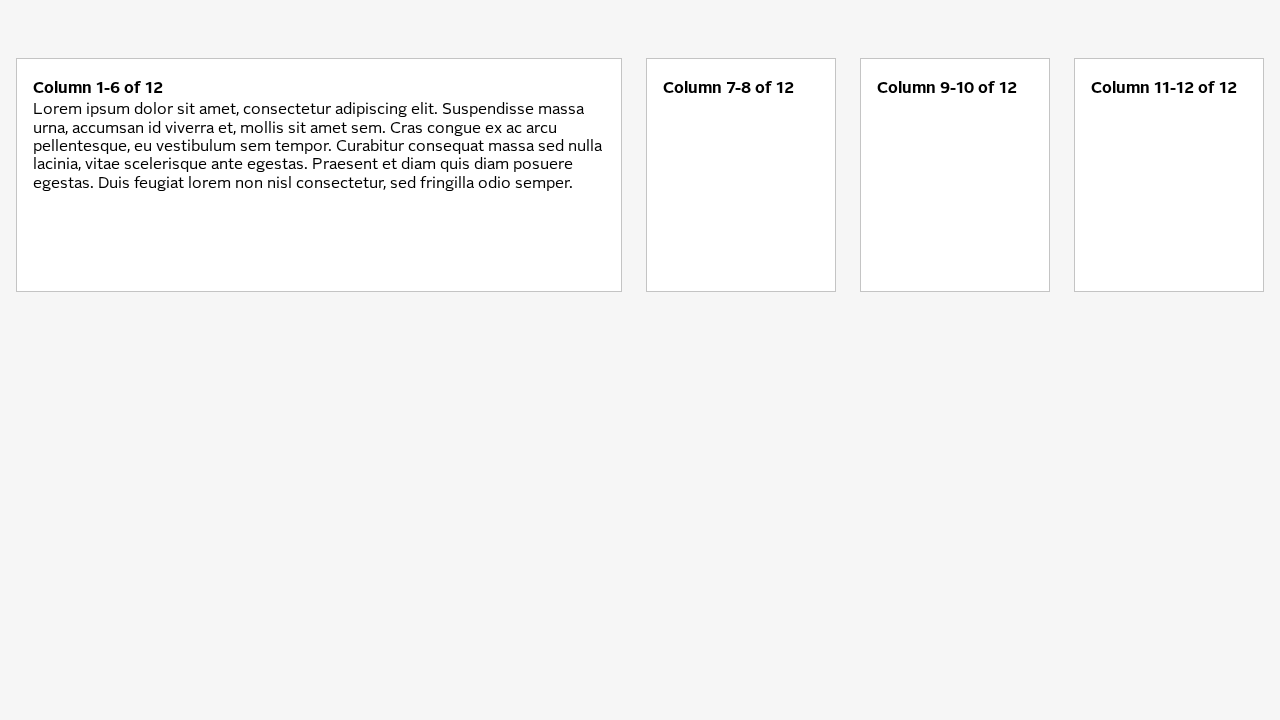 Column 1-6 of 12
Lorem ipsum dolor sit amet, consectetur adipiscing elit. Suspendisse massa
urna, accumsan id viverra et, mollis sit amet sem. Cras congue ex ac arcu
pellentesque, eu vestibulum sem tempor. Curabitur consequat massa sed nulla
lacinia, vitae scelerisque ante egestas. Praesent et diam quis diam posuere
egestas. Duis feugiat lorem non nisl consectetur, sed fringilla odio semper.
Column 7-8 of 12
Column 9-10 of 12
Column 11-12 of 12